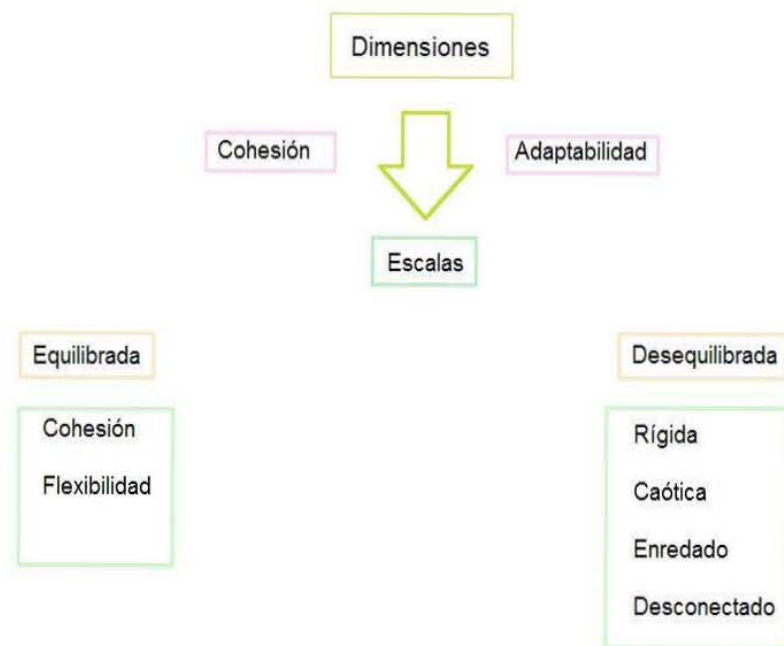 Dimensiones
Cohesión
Adaptabilidad
Escalas
Equilibrada
Desequilibrada
Cohesión
Flexibilidad
Rígida
Caótica
Enredado
Desconectado